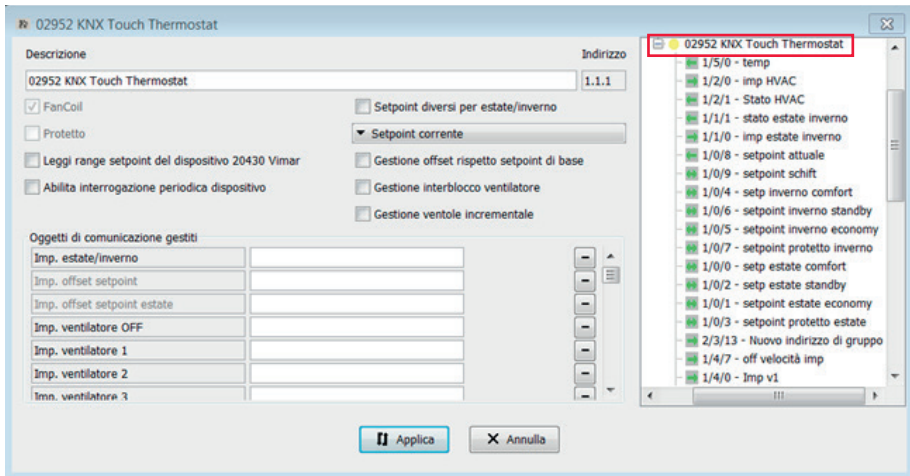 02952 KNX Touch Thermostat
Descrizione
Indirizzo
02952 KNX Touch Thermostat
1.1.1
FanCoil
Setpoint diversi per estate/inverno
Protetto
Setpoint corrente
Leggi range setpoint del dispositivo 20430 Vimar
Gestione offset rispetto setpoint di base
Abilita interrogazione periodica dispositivo
Gestione interblocco ventilatore
Gestione ventole incrementale
Oggetti di comunicazione gestiti
Imp. estate/inverno
Imp. offset setpoint
Imp. offset setpoint estate
Imp. ventilatore OFF
Imp. ventilatore 1
Imp. ventilatore 2
Imp. ventilatore 3
Applica
Annulla
02952 KNX Touch Thermostat
1/5/0 - temp
1/2/0 - imp HVAC
1/2/1 - Stato HVAC
1/1/1 - stato estate inverno
1/1/0 - imp estate inverno
1/0/8 - setpoint attuale
1/0/9 - setpoint schift
1/0/4 - setp inverno comfort
1/0/6 - setpoint inverno standby
1/0/5 - setpoint inverno economy
1/0/7 - setpoint protetto inverno
1/0/0 - setp estate comfort
1/0/2 - setp estate standby
1/0/1 - setpoint estate economy
1/0/3 - setpoint protetto estate
2/3/13 - Nuovo indirizzo di gruppo
1/4/7 - off velocità imp
1/4/0 - Imp v1